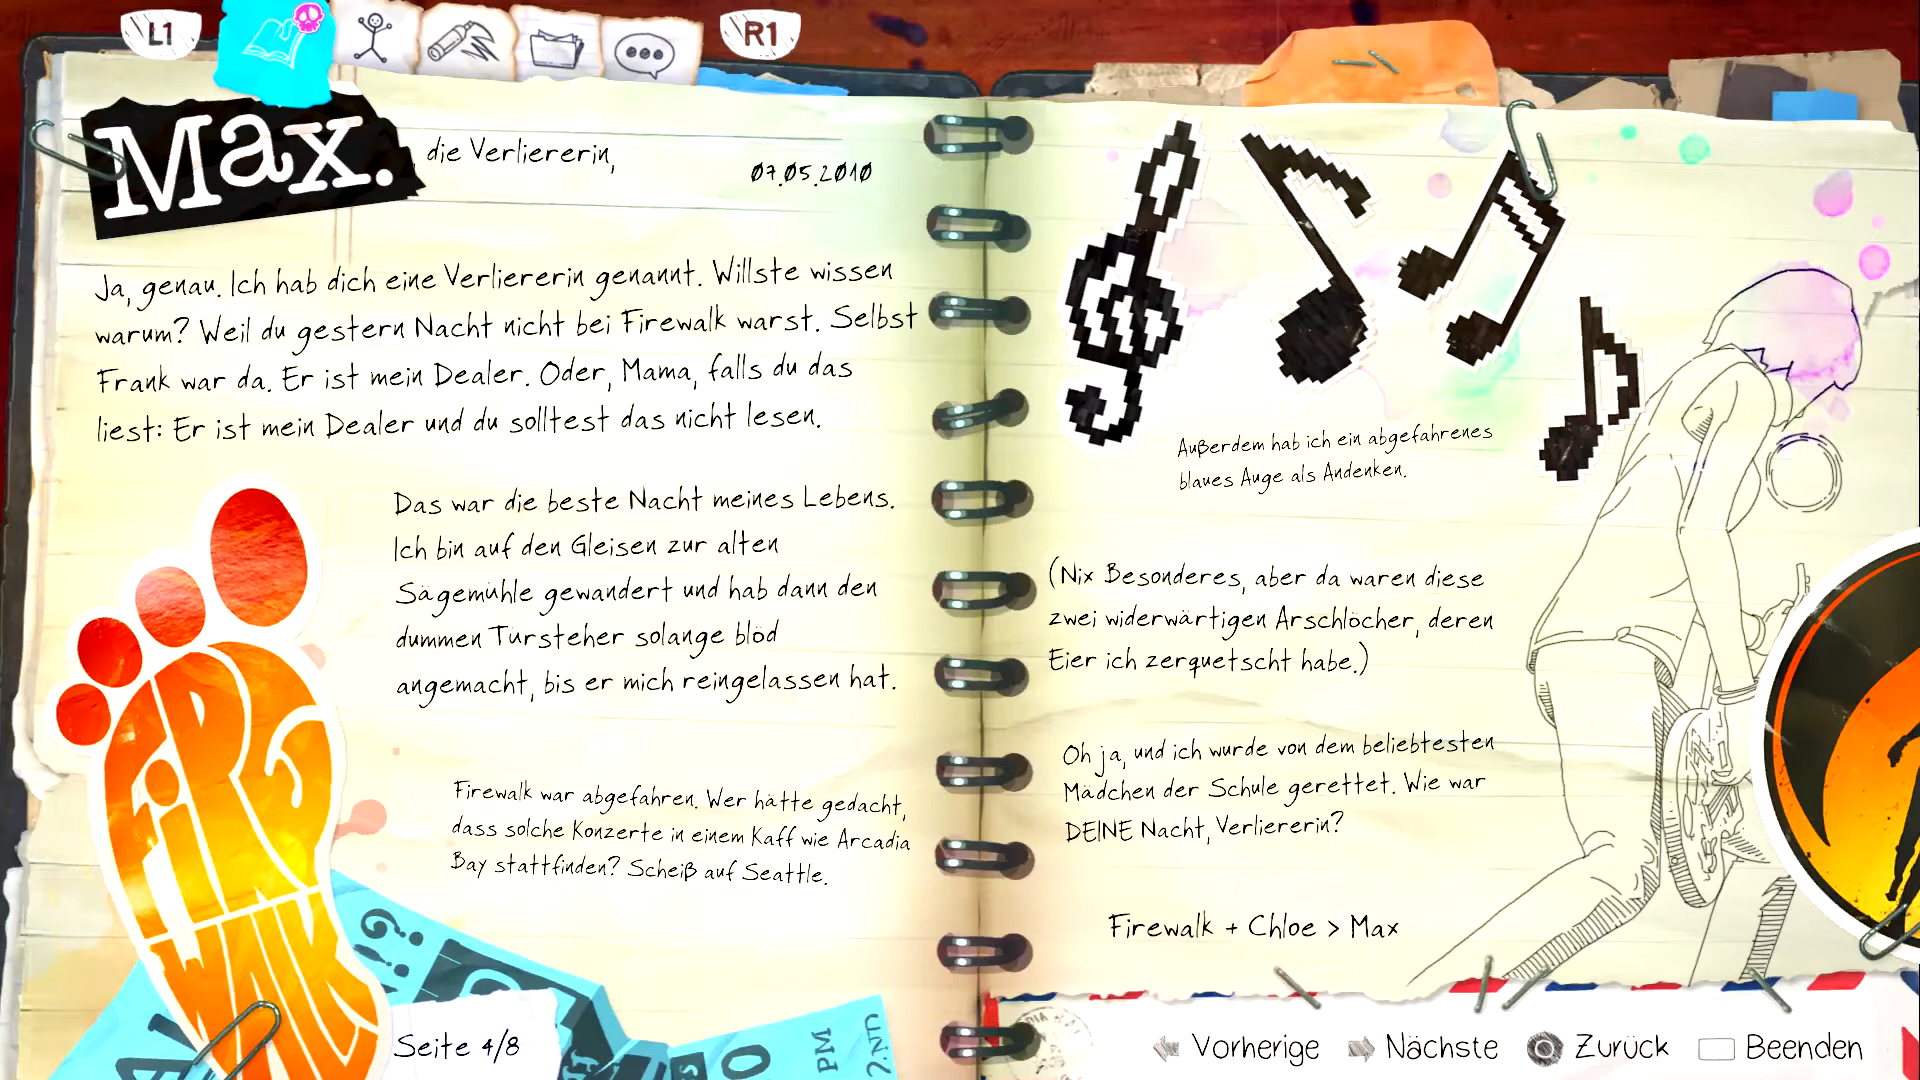 L1
R1
Max.
, die Verliererin,
07.05.2010
Ja, genau. Ich hab dich eine Verliererin genannt. Willste wissen
warum? Weil du gestern Nacht nicht bei Firewalk warst. Selbst
Frank war da. Er ist mein Dealer. Oder, Mama, falls du das
liest: Er ist mein Dealer und du solltest das nicht lesen.
Das war die beste Nacht meines Lebens.
Ich bin auf den Gleisen zur alten
Sägemühle gewandert und hab dann den
dummen Türsteher solange blöd
angemacht, bis er mich reingelassen hat.
FiRE
WALK
Firewalk war abgefahren. Wer hätte gedacht,
dass solche Konzerte in einem Kaff wie Arcadia
Bay stattfinden? Scheiß auf Seattle.
PM
Seite 4/8
Außerdem hab ich ein abgefahrenes
blaues Auge als Andenken.
(Nix Besonderes, aber da waren diese
zwei widerwärtigen Arschlöcher, deren
Eier ich zerquetscht habe.)
Oh ja, und ich wurde von dem beliebtesten
Mädchen der Schule gerettet. Wie war
DEINE Nacht, Verliererin?
Firewalk + Chloe > Max
Vorherige
Nächste
Zurück
Beenden